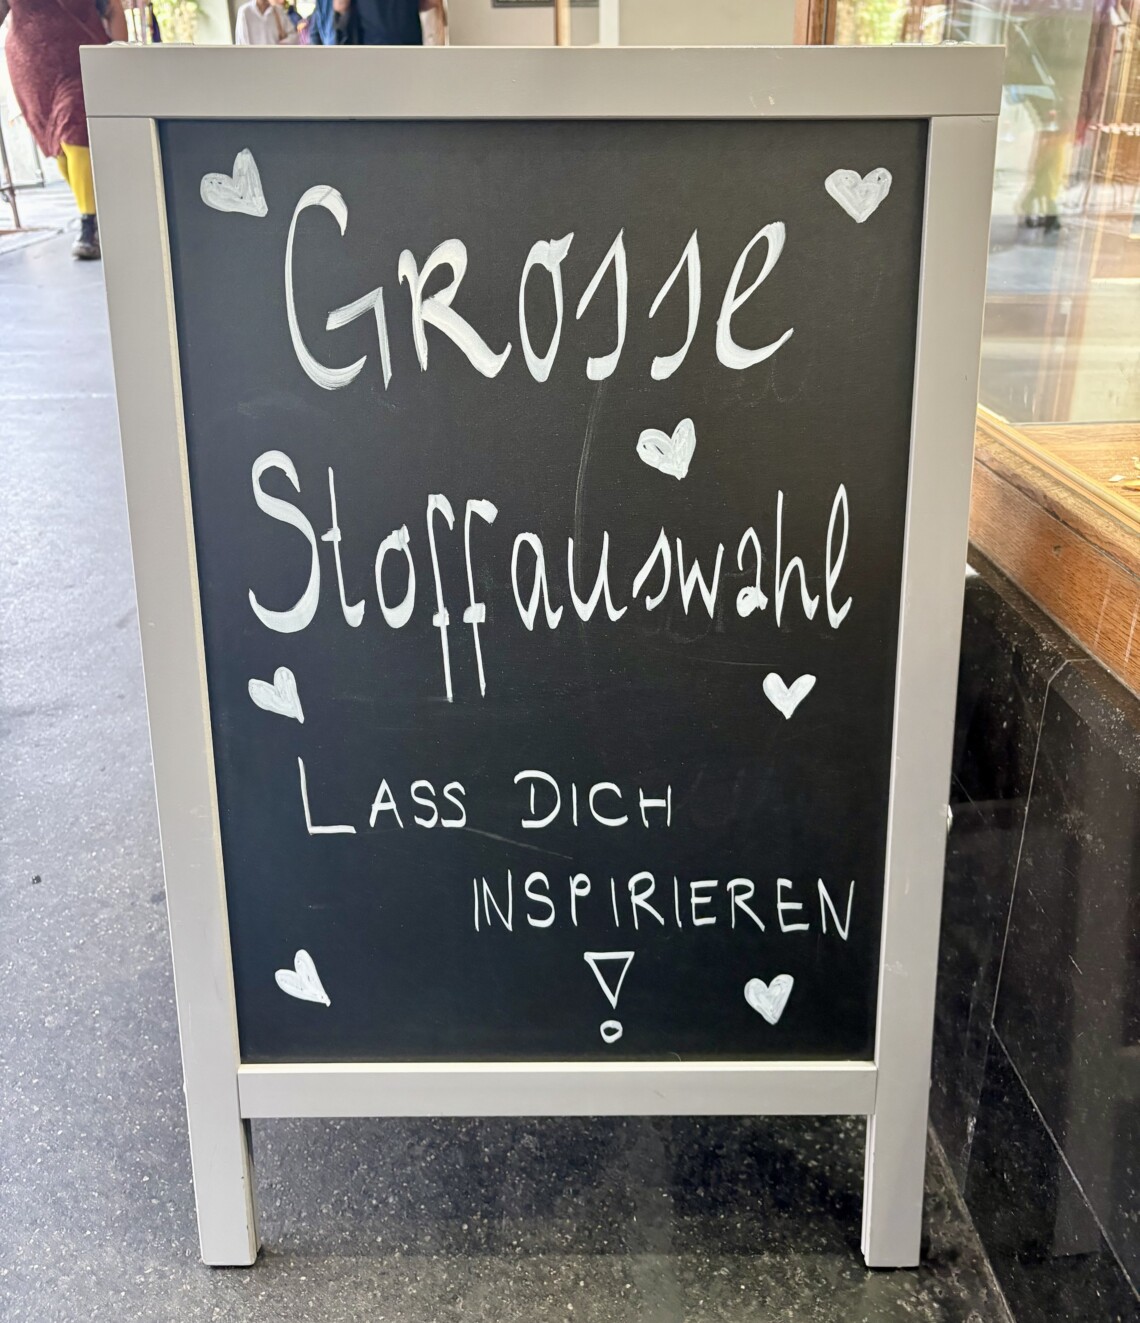 Grosse
Stoffauswahl
LASS DICH
INSPIRIEREN
!